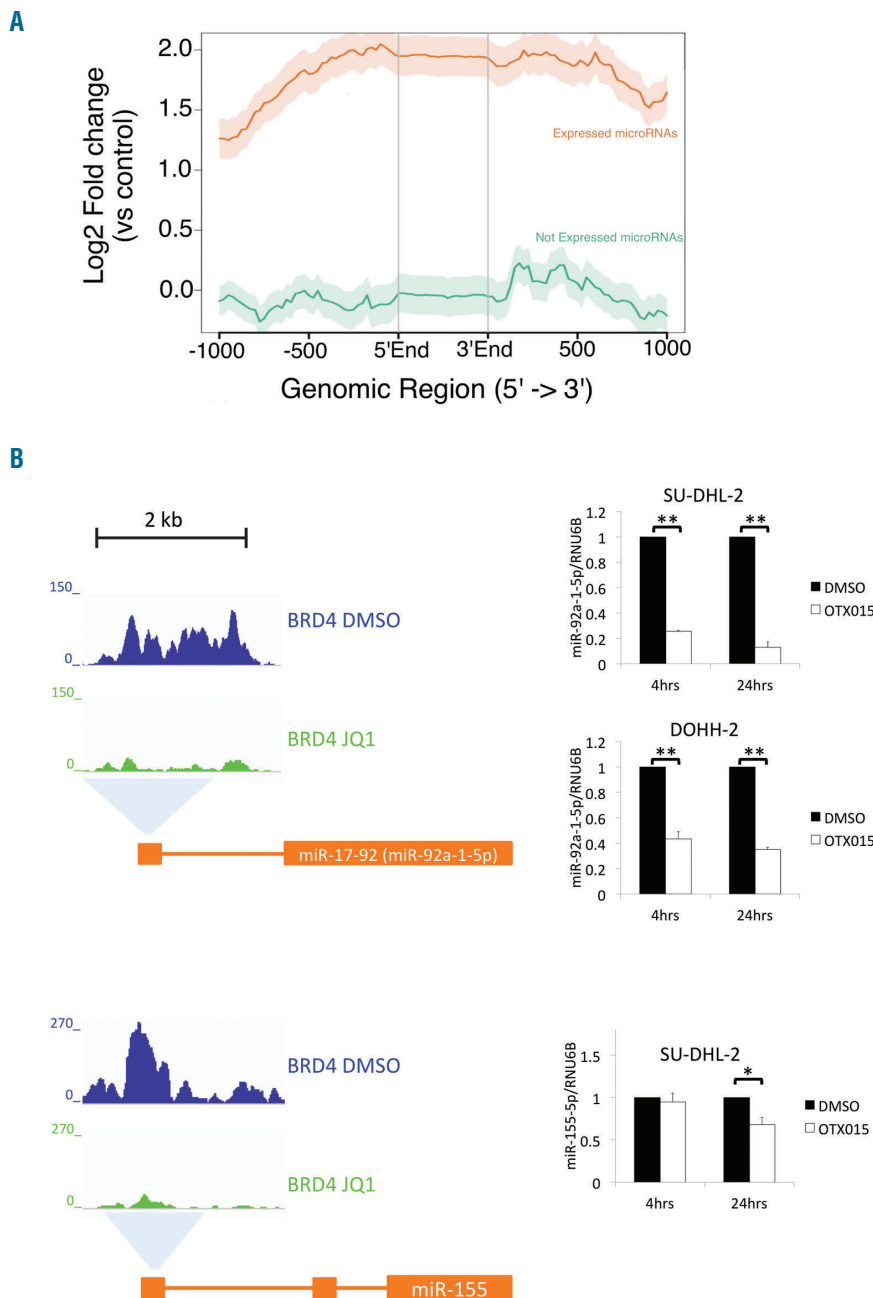 A
Log2 Fold change
(vs control)
2.0
1.5
1.0
0.5
0.0
Expressed microRNAs
Not Expressed microRNAs
-1000 -500 5'End 3'End 500 1000
Genomic Region (5' -> 3')
B
2 kb
150_
0_
BRD4 DMSO
150_
0_
BRD4 JQ1
miR-17-92 (miR-92a-1-5p)
SU-DHL-2
miR-92a-1-5p/RNU6B
1.2
1
0.8
0.6
0.4
0.2
0
** **
DMSO
OTX015
4hrs 24hrs
DOHH-2
miR-92a-1-5p/RNU6B
1.2
1
0.8
0.6
0.4
0.2
0
** **
DMSO
OTX015
4hrs 24hrs
270_
0_
BRD4 DMSO
270_
0_
BRD4 JQ1
miR-155
SU-DHL-2
miR-155-5p/RNU6B
1.5
1
0.5
0
*
DMSO
OTX015
4hrs 24hrs